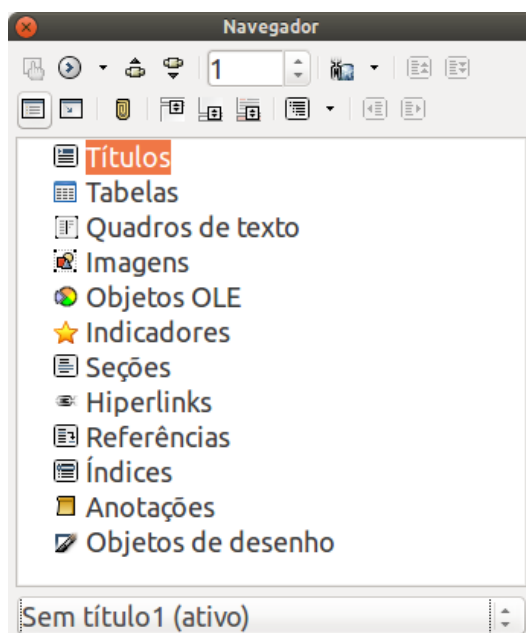 Navegador
1
Títulos
Tabelas
Quadros de texto
Imagens
Objetos OLE
Indicadores
Seções
Hiperlinks
Referências
Índices
Anotações
Objetos de desenho
Sem título1 (ativo)